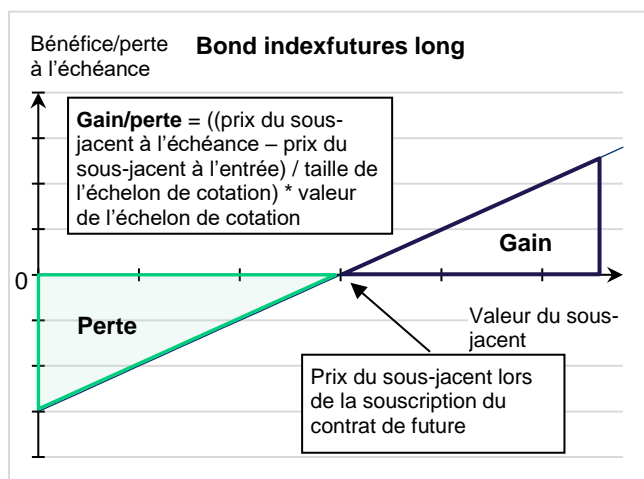 Bénéfice/perte
à l'échéance
Bond indexfutures long
Gain/perte = ((prix du sous-
jacent à l'échéance – prix du
sous-jacent à l'entrée) / taille de
l'échelon de cotation) * valeur
de l'échelon de cotation
Gain
0
Perte
Valeur du sous-
jacent
Prix du sous-jacent lors
de la souscription du
contrat de future